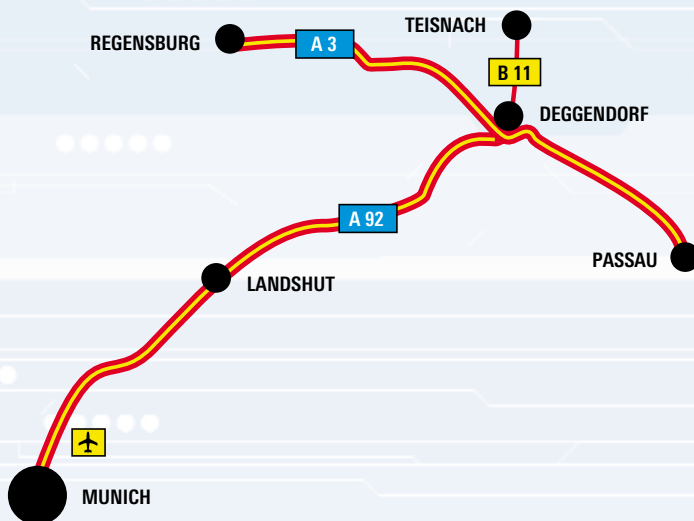 TEISNACH
REGENSBURG
A 3
B 11
DEGGENDORF
A 92
PASSAU
LANDSHUT
MUNICH